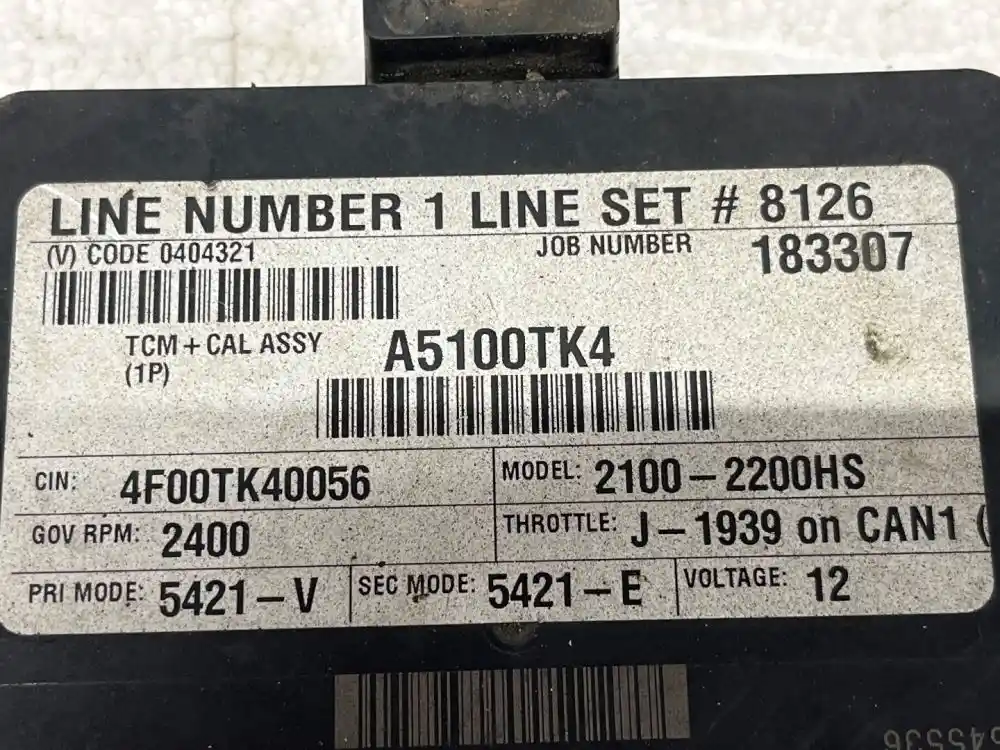 LINE NUMBER 1 LINE SET # 8126
(V) CODE 0404321
JOB NUMBER 183307
TCM + CAL ASSY A5100TK4
(1P)
CIN: 4F00TK40056 MODEL: 2100-2200HS
GOV RPM: 2400 THROTTLE: J-1939 on CAN1 (
PRI MODE: 5421-V SEC MODE: 5421-E VOLTAGE: 12